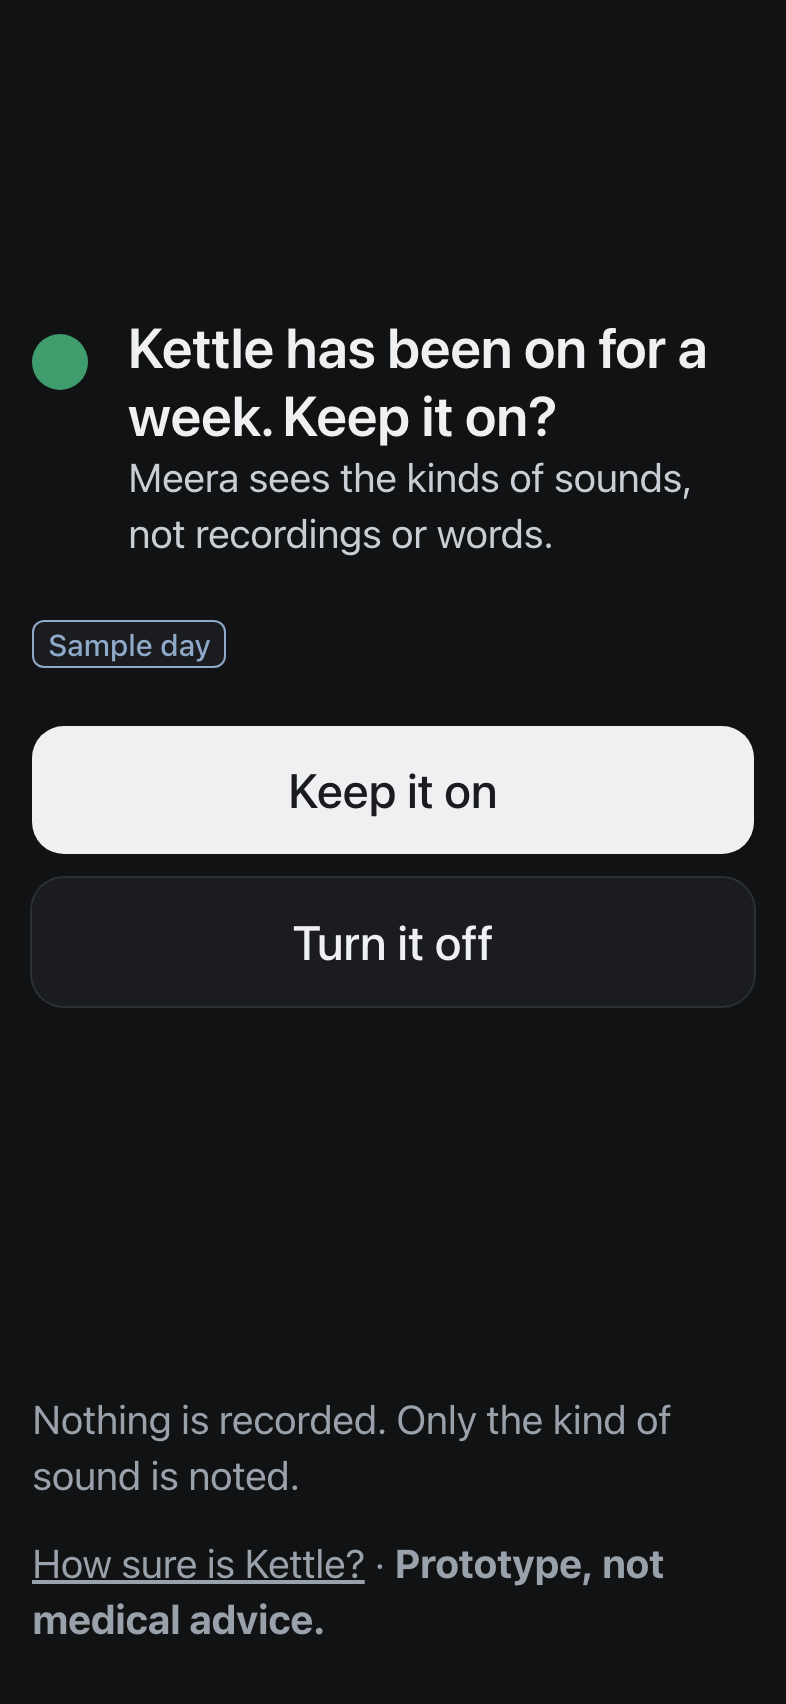 Kettle has been on for a
week. Keep it on?
Meera sees the kinds of sounds,
not recordings or words.
Sample day
Keep it on
Turn it off
Nothing is recorded. Only the kind of
sound is noted.
How sure is Kettle? · Prototype, not
medical advice.